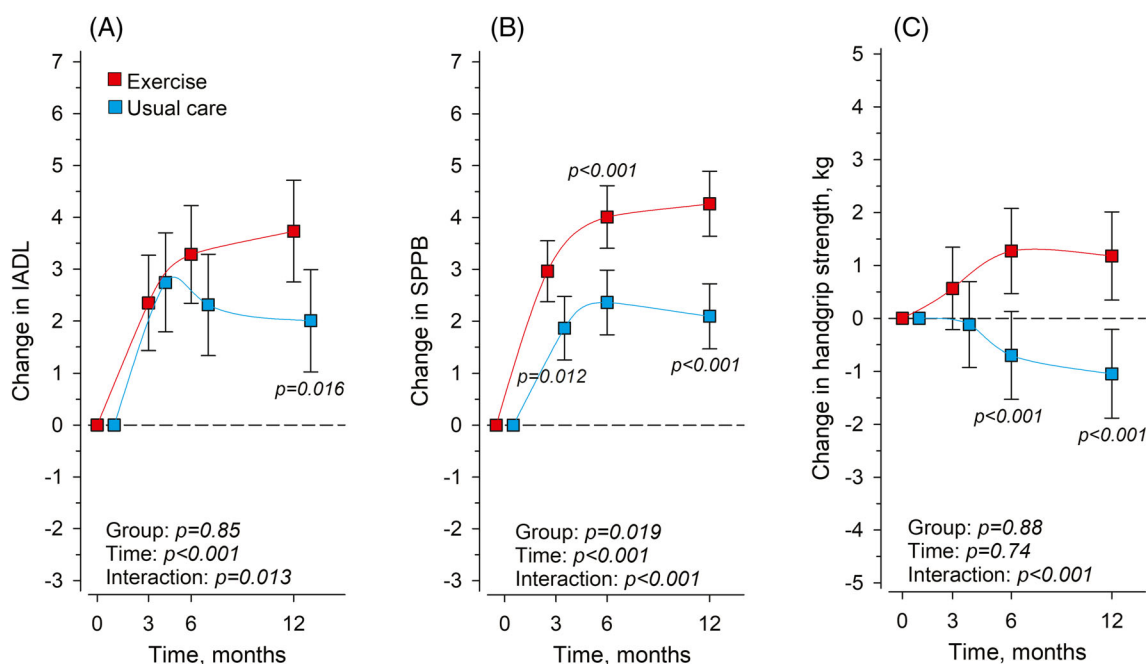 (A)
7
6
5
4
3
2
1
0
-1
-2
-3
Change in IADL
Exercise
Usual care
p=0.016
Group: p=0.85
Time: p<0.001
Interaction: p=0.013
0 3 6 12
Time, months
(B)
7
6
5
4
3
2
1
0
-1
-2
-3
Change in SPPB
p<0.001
p=0.012
p<0.001
Group: p=0.019
Time: p<0.001
Interaction: p<0.001
0 3 6 12
Time, months
(C)
5
4
3
2
1
0
-1
-2
-3
-4
-5
Change in handgrip strength, kg
p<0.001
p<0.001
Group: p=0.88
Time: p=0.74
Interaction: p<0.001
0 3 6 12
Time, months